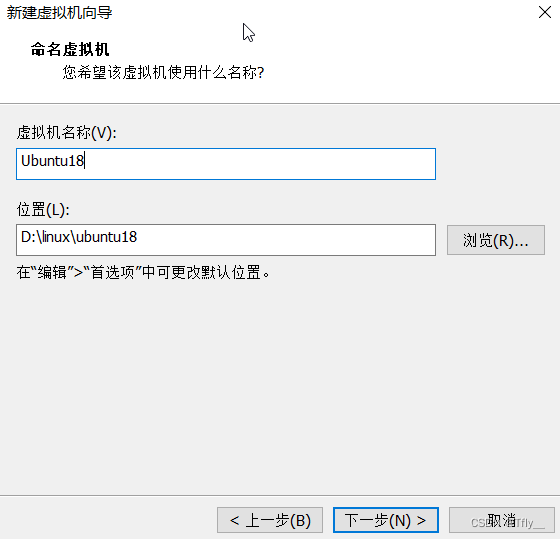 新建虚拟机向导
命名虚拟机
您希望该虚拟机使用什么名称?
虚拟机名称(V):
Ubuntu18
位置(L):
D:\linux\ubuntu18
浏览(R)...
在“编辑”>“首选项”中可更改默认位置。
< 上一步(B)
下一步(N) >
取消